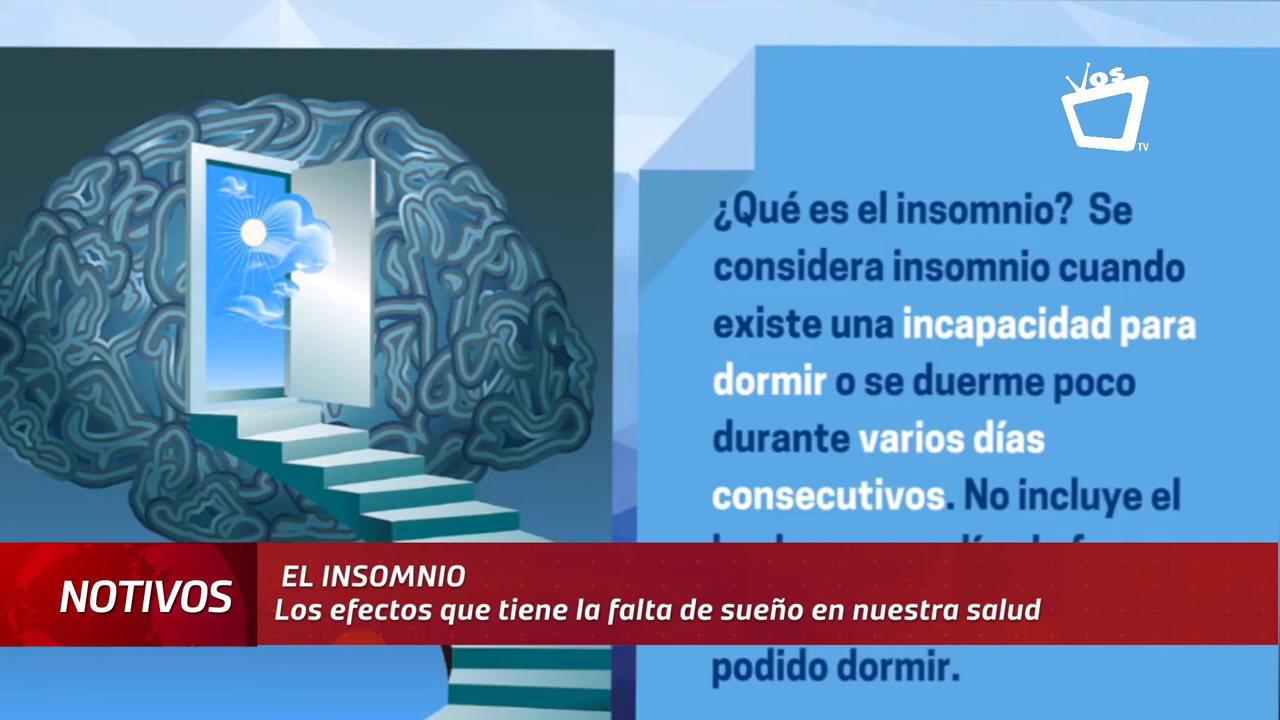 VOS
TV
¿Qué es el insomnio? Se
considera insomnio cuando
existe una incapacidad para
dormir o se duerme poco
durante varios días
consecutivos. No incluye el
podido dormir.
NOTIVOS
EL INSOMNIO
Los efectos que tiene la falta de sueño en nuestra salud